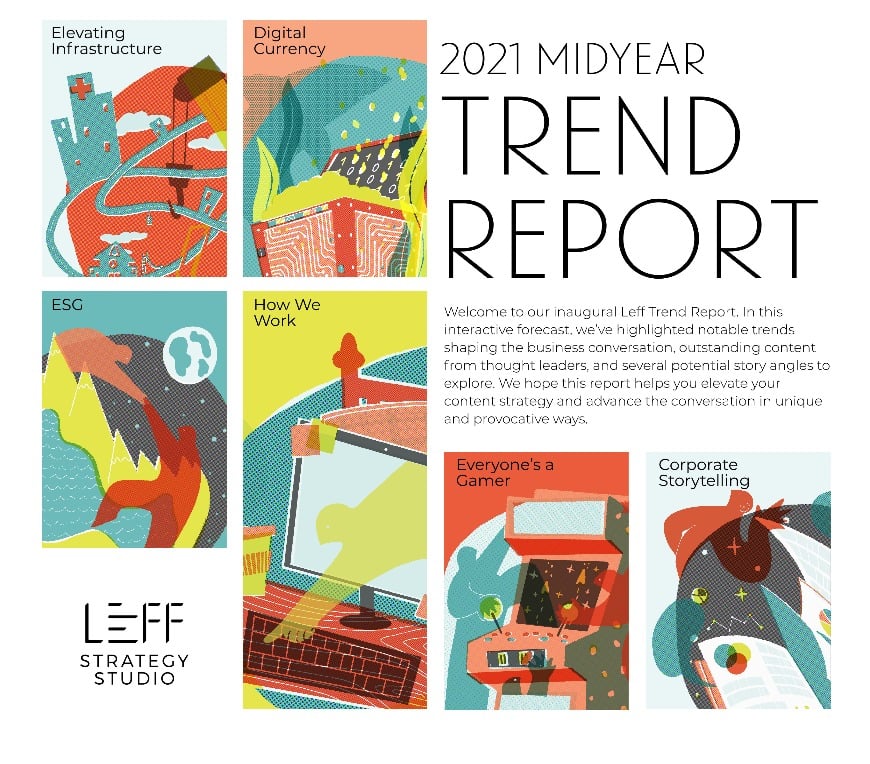 Elevating
Infrastructure
Digital
Currency
2021 MIDYEAR
TREND
REPORT
ESG
How We
Work
Welcome to our inaugural Leff Trend Report. In this
interactive forecast, we've highlighted notable trends
shaping the business conversation, outstanding content
from thought leaders, and several potential story angles to
explore. We hope this report helps you elevate your
content strategy and advance the conversation in unique
and provocative ways.
Everyone's a
Gamer
Corporate
Storytelling
LEFF
STRATEGY
STUDIO